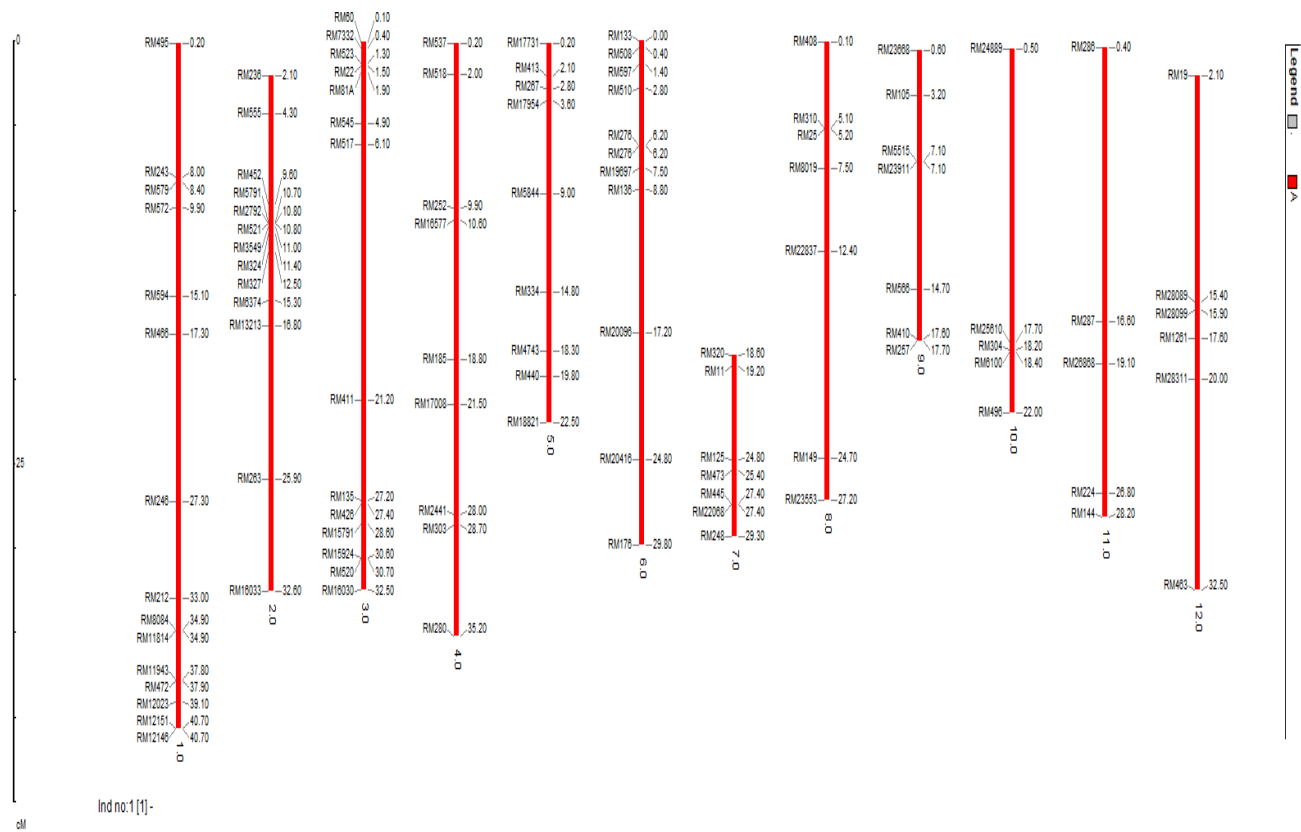 0
25
cM
RM495 0.20
RM243 8.00
RM579 8.40
RM572 9.90
RM594 15.10
RM466 17.30
RM246 27.30
RM212 33.00
RM8084 34.90
RM11814 34.90
RM11943 37.80
RM472 37.90
RM12023 39.10
RM12151 40.70
RM12146 40.70
1.0
RM236 2.10
RM555 4.30
RM452 9.60
RM5791 10.70
RM2792 10.80
RM521 10.80
RM3549 11.00
RM324 11.40
RM327 12.50
RM6374 15.30
RM13213 16.80
RM263 25.90
RM16033 32.60
2.0
RM60 0.10
RM7332 0.40
RM523 1.30
RM22 1.50
RM81A 1.90
RM545 4.90
RM517 6.10
RM411 21.20
RM135 27.20
RM426 27.40
RM15791 28.60
RM15924 30.60
RM520 30.70
RM16030 32.50
3.0
RM537 0.20
RM518 2.00
RM252 9.90
RM16577 10.60
RM185 18.80
RM17008 21.50
RM2441 28.00
RM303 28.70
RM280 35.20
4.0
RM17731 0.20
RM413 2.10
RM267 2.80
RM17954 3.60
RM5844 9.00
RM334 14.80
RM4743 18.30
RM440 19.80
RM18821 22.50
5.0
RM133 0.00
RM508 0.40
RM597 1.40
RM510 2.80
RM276 6.20
RM276 6.20
RM19697 7.50
RM136 8.80
RM20096 17.20
RM20416 24.80
RM176 29.80
6.0
RM320 18.60
RM11 19.20
RM125 24.80
RM473 25.40
RM445 27.40
RM22068 27.40
RM248 29.30
7.0
RM408 0.10
RM310 5.10
RM25 5.20
RM8019 7.50
RM22837 12.40
RM149 24.70
RM23553 27.20
8.0
RM23668 0.60
RM105 3.20
RM5515 7.10
RM23911 7.10
RM566 14.70
RM410 17.60
RM257 17.70
9.0
RM24889 0.50
RM25610 17.70
RM304 18.20
RM6100 18.40
RM496 22.00
10.0
RM286 0.40
RM287 16.60
RM26868 19.10
RM224 26.80
RM144 28.20
11.0
RM19 2.10
RM28089 15.40
RM28099 15.90
RM1261 17.60
RM28311 20.00
RM463 32.50
12.0
Legend
.
A
Ind no:1 [1] -